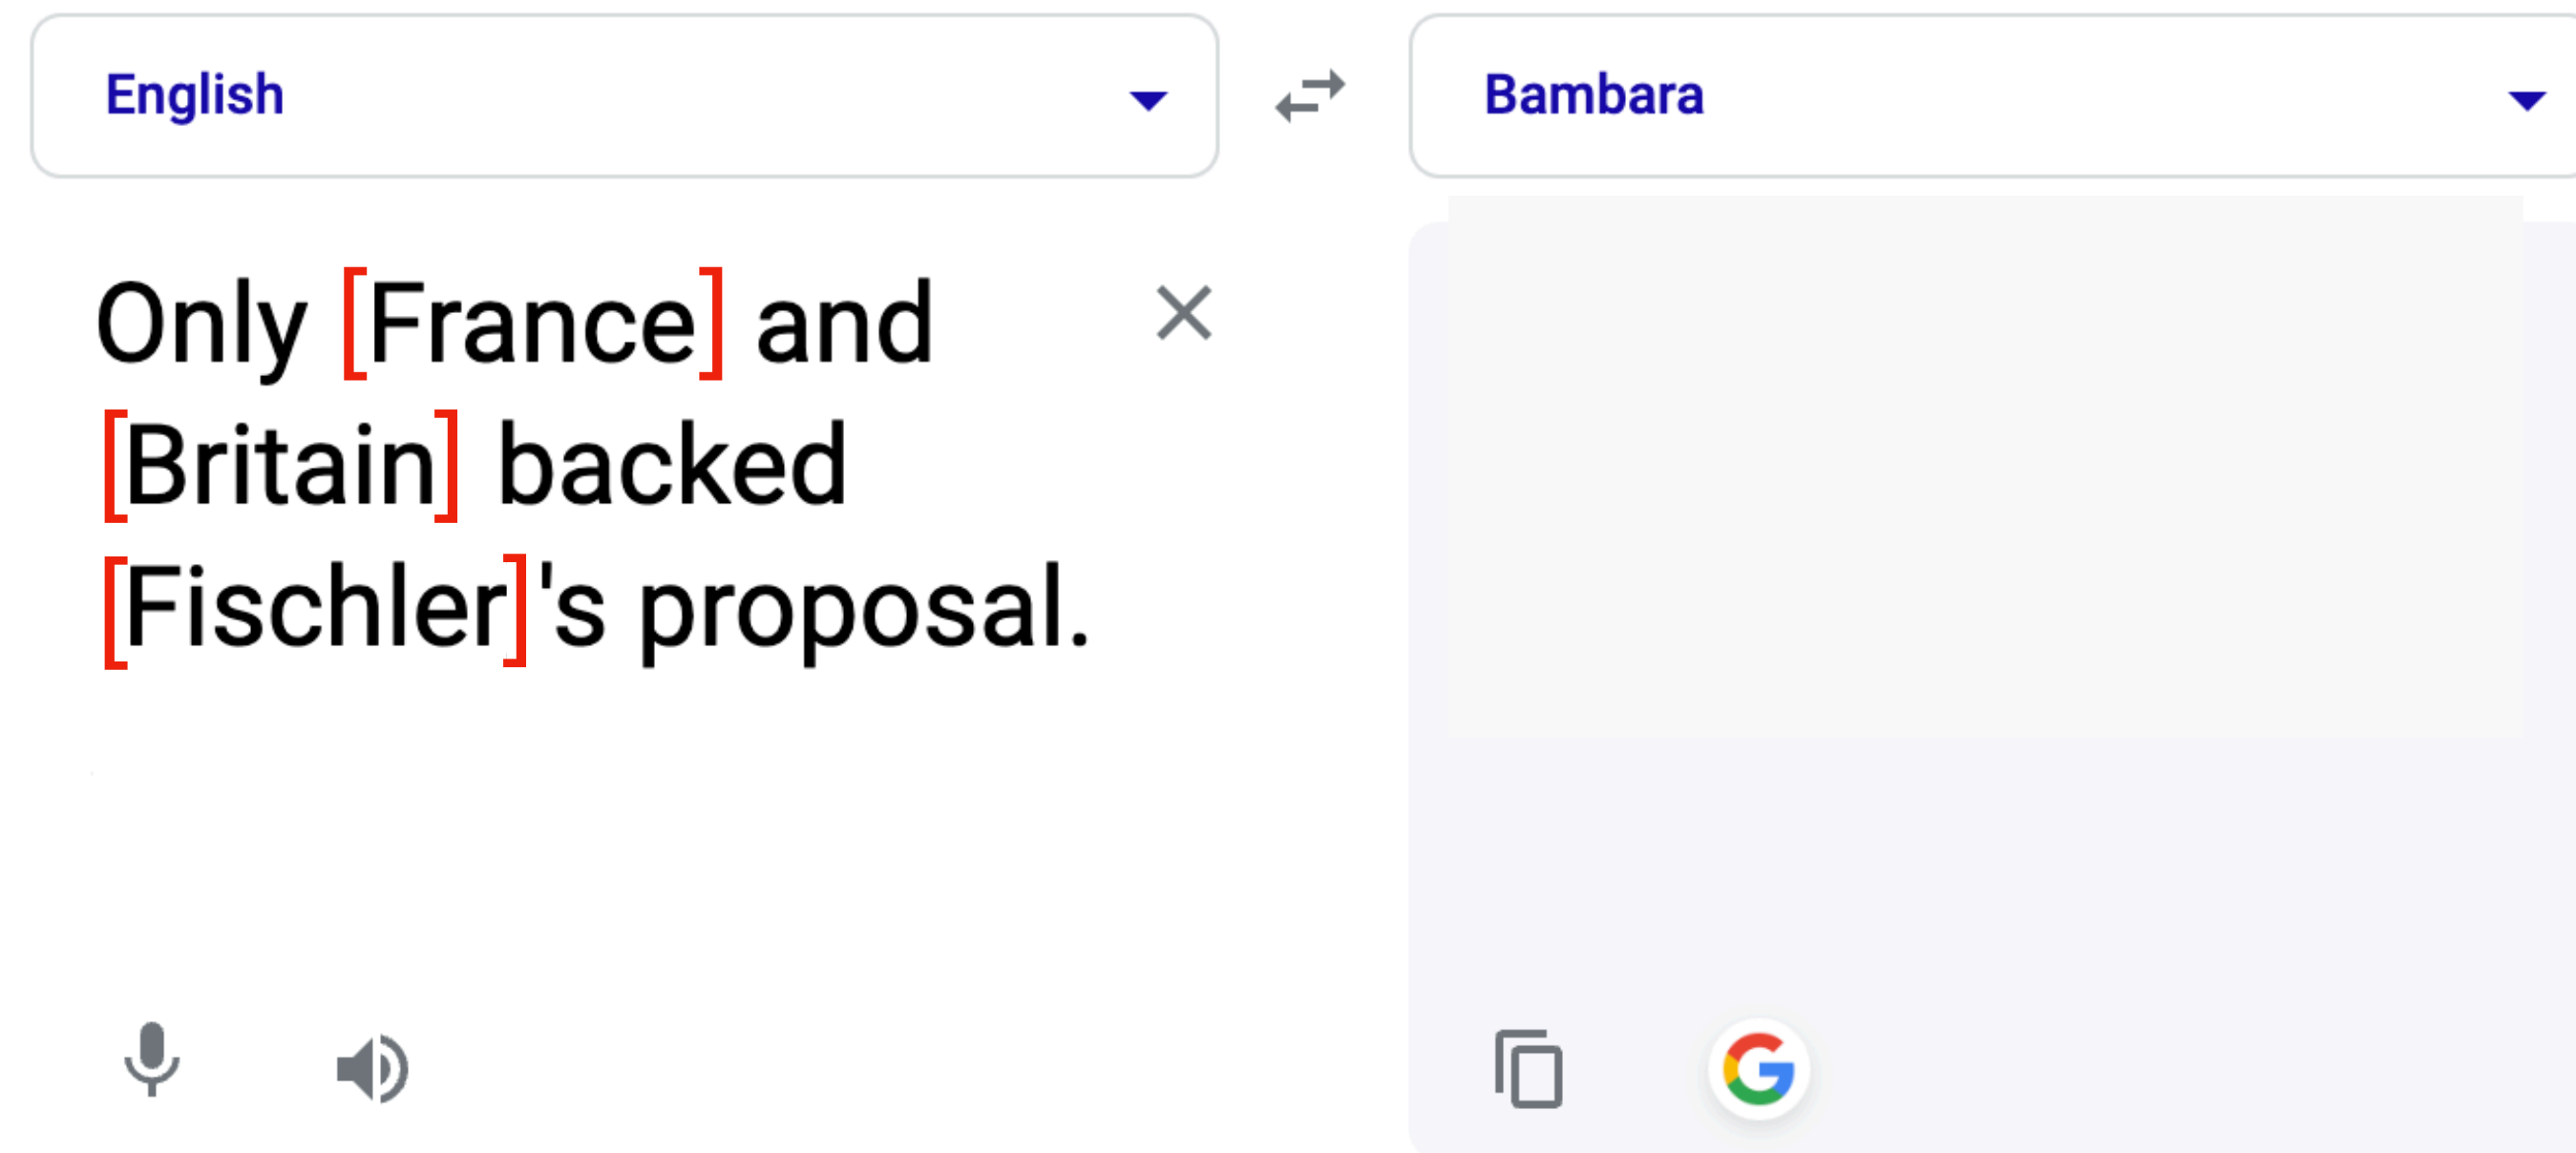 English
Bambara
Only [France] and
[Britain] backed
[Fischler]'s proposal.